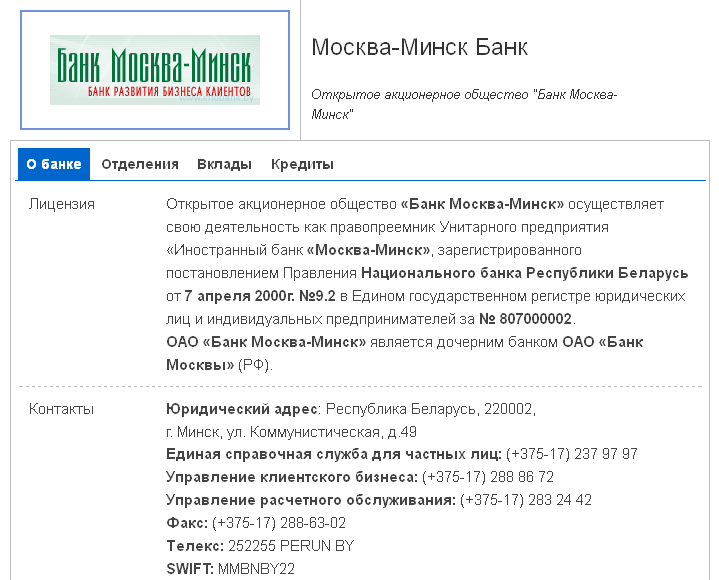 Банк Москва-Минск
БАНК РАЗВИТИЯ БИЗНЕСА КЛИЕНТОВ
Москва-Минск Банк
Открытое акционерное общество "Банк Москва-
Минск"
О банке Отделения Вклады Кредиты
Лицензия
Открытое акционерное общество «Банк Москва-Минск» осуществляет
свою деятельность как правопреемник Унитарного предприятия
«Иностранный банк «Москва-Минск», зарегистрированного
постановлением Правления Национального банка Республики Беларусь
от 7 апреля 2000г. №9.2 в Едином государственном регистре юридических
лиц и индивидуальных предпринимателей за № 807000002.
ОАО «Банк Москва-Минск» является дочерним банком ОАО «Банк
Москвы» (РФ).
Контакты
Юридический адрес: Республика Беларусь, 220002,
г. Минск, ул. Коммунистическая, д.49
Единая справочная служба для частных лиц: (+375-17) 237 97 97
Управление клиентского бизнеса: (+375-17) 288 86 72
Управление расчетного обслуживания: (+375-17) 283 24 42
Факс: (+375-17) 288-63-02
Телекс: 252255 PERUN BY
SWIFT: MMBNBY22